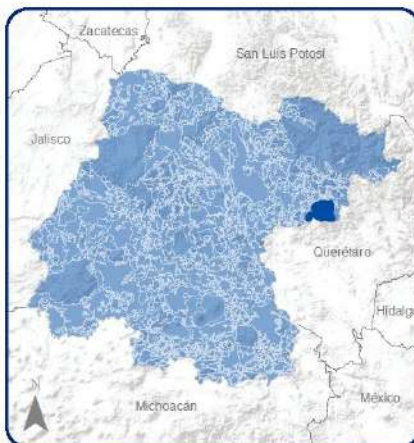 Zacatecas
San Luis Potosí
Jalisco
Querétaro
Hidalgo
México
Michoacán
N